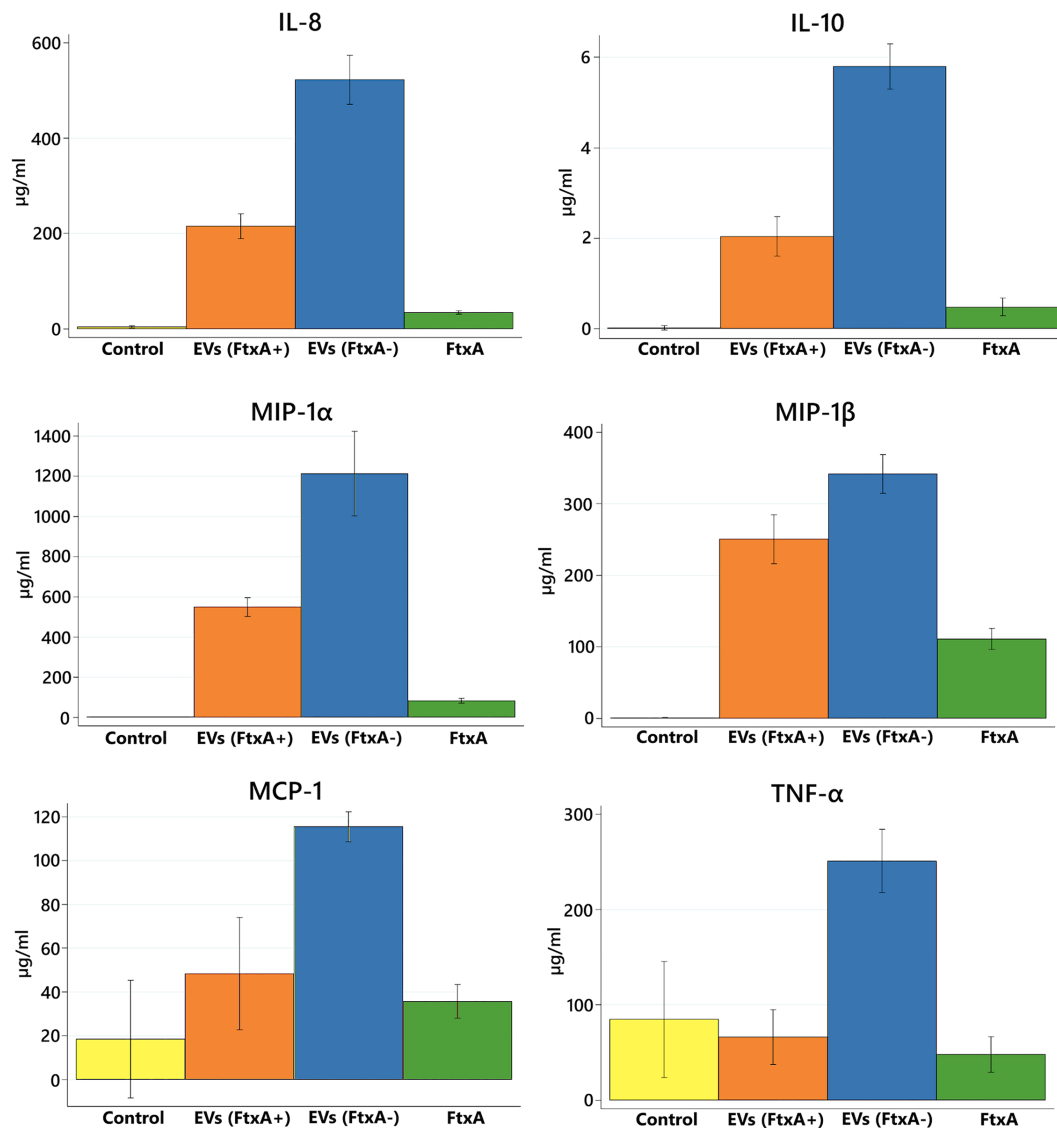 IL-8
600
400
200
0
µg/ml
Control EVs (FtxA+) EVs (FtxA-) FtxA
IL-10
6
4
2
0
µg/ml
Control EVs (FtxA+) EVs (FtxA-) FtxA
MIP-1α
1400
1200
1000
800
600
400
200
0
µg/ml
Control EVs (FtxA+) EVs (FtxA-) FtxA
MIP-1β
400
300
200
100
0
µg/ml
Control EVs (FtxA+) EVs (FtxA-) FtxA
MCP-1
120
100
80
60
40
20
0
µg/ml
Control EVs (FtxA+) EVs (FtxA-) FtxA
TNF-α
300
200
100
0
µg/ml
Control EVs (FtxA+) EVs (FtxA-) FtxA